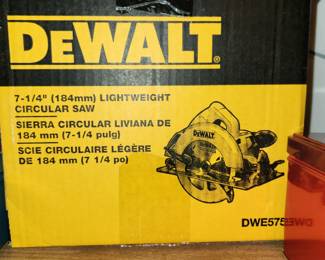 DEWALT®
7-1/4" (184mm) LIGHTWEIGHT
CIRCULAR SAW
SIERRA CIRCULAR LIVIANA DE
184 mm (7-1/4 pulg)
SCIE CIRCULAIRE LÉGÈRE
DE 184 mm (7 1/4 po)
DEWALT
DWE575